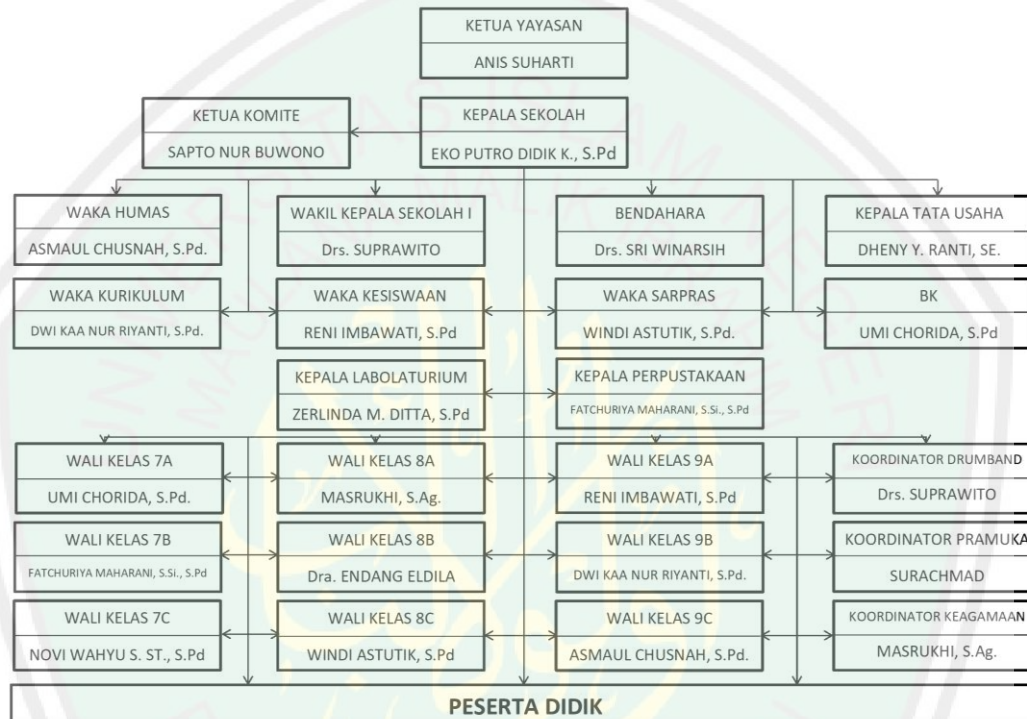 KETUA YAYASAN
ANIS SUHARTI
KETUA KOMITE
SAPTO NUR BUWONO
KEPALA SEKOLAH
EKO PUTRO DIDIK K., S.Pd
WAKA HUMAS
ASMAUL CHUSNAH, S.Pd.
WAKIL KEPALA SEKOLAH I
Drs. SUPRAWITO
BENDAHARA
Drs. SRI WINARSIH
KEPALA TATA USAHA
DHENY Y. RANTI, SE.
WAKA KURIKULUM
DWI KAA NUR RIYANTI, S.Pd.
WAKA KESISWAAN
RENI IMBAWATI, S.Pd
WAKA SARPRAS
WINDI ASTUTIK, S.Pd.
BK
UMI CHORIDA, S.Pd
KEPALA LABOLATURIUM
ZERLINDA M. DITTA, S.Pd
KEPALA PERPUSTAKAAN
FATCHURIYA MAHARANI, S.Si., S.Pd
WALI KELAS 7A
UMI CHORIDA, S.Pd.
WALI KELAS 8A
MASRUKHI, S.Ag.
WALI KELAS 9A
RENI IMBAWATI, S.Pd
KOORDINATOR DRUMBAND
Drs. SUPRAWITO
WALI KELAS 7B
FATCHURIYA MAHARANI, S.Si., S.Pd
WALI KELAS 8B
Dra. ENDANG ELDILA
WALI KELAS 9B
DWI KAA NUR RIYANTI, S.Pd.
KOORDINATOR PRAMUKA
SURACHMAD
WALI KELAS 7C
NOVI WAHYU S. ST., S.Pd
WALI KELAS 8C
WINDI ASTUTIK, S.Pd
WALI KELAS 9C
ASMAUL CHUSNAH, S.Pd.
KOORDINATOR KEAGAMAAN
MASRUKHI, S.Ag.
PESERTA DIDIK
UNIVERSITAS ISLAM NEGERI
MAULANA MALIK IBRAHIM